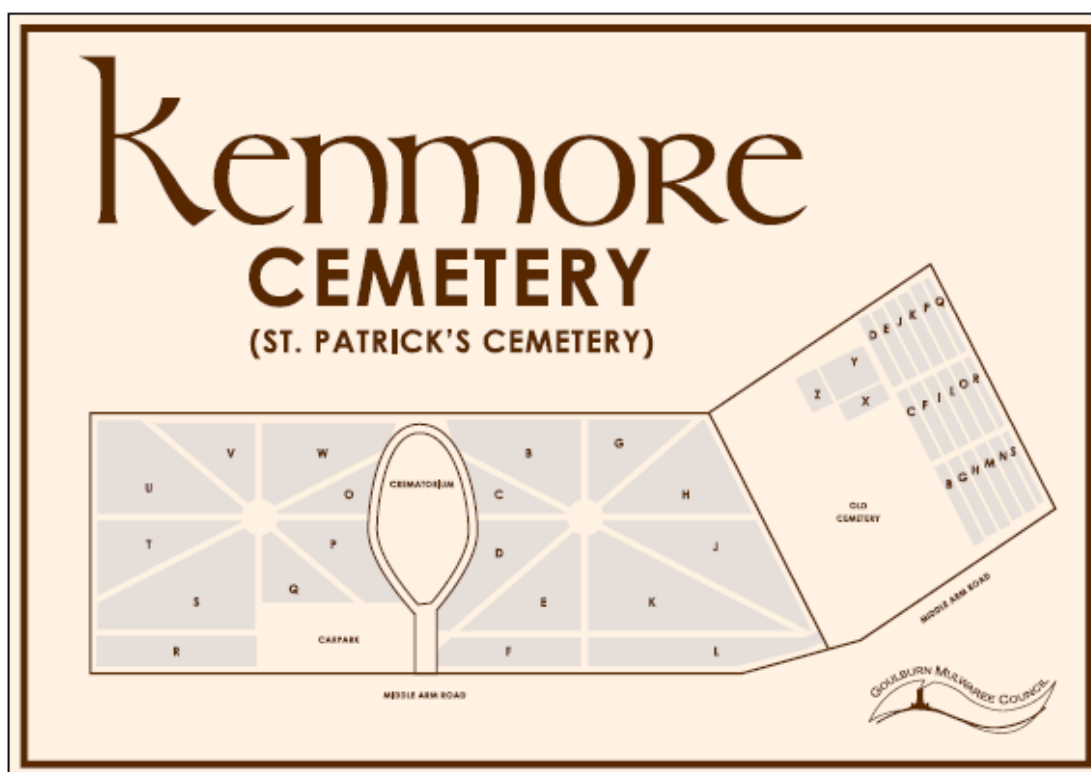 Kenmore
CEMETERY
(ST. PATRICK'S CEMETERY)
D E J K P Q
Y
Z
X
C F I L O R
B G H M N S
OLD
CEMETERY
MIDDLE ARM ROAD
V
W
U
O
CREMATORIUM
B
G
C
H
T
P
D
J
Q
S
E
K
CARPARK
R
F
L
MIDDLE ARM ROAD
GOULBURN MULWAREE COUNCIL